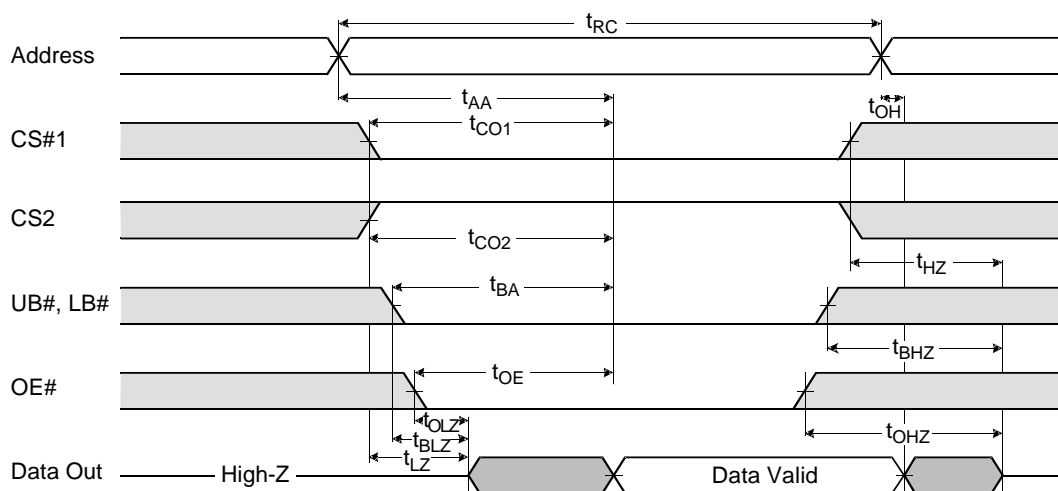 tRC
Address
tAA
tOH
CS#1
tCO1
CS2
tCO2
tHZ
UB#, LB#
tBA
tBHZ
OE#
tOE
tOLZ
tBLZ
tOHZ
tLZ
Data Out
High-Z
Data Valid